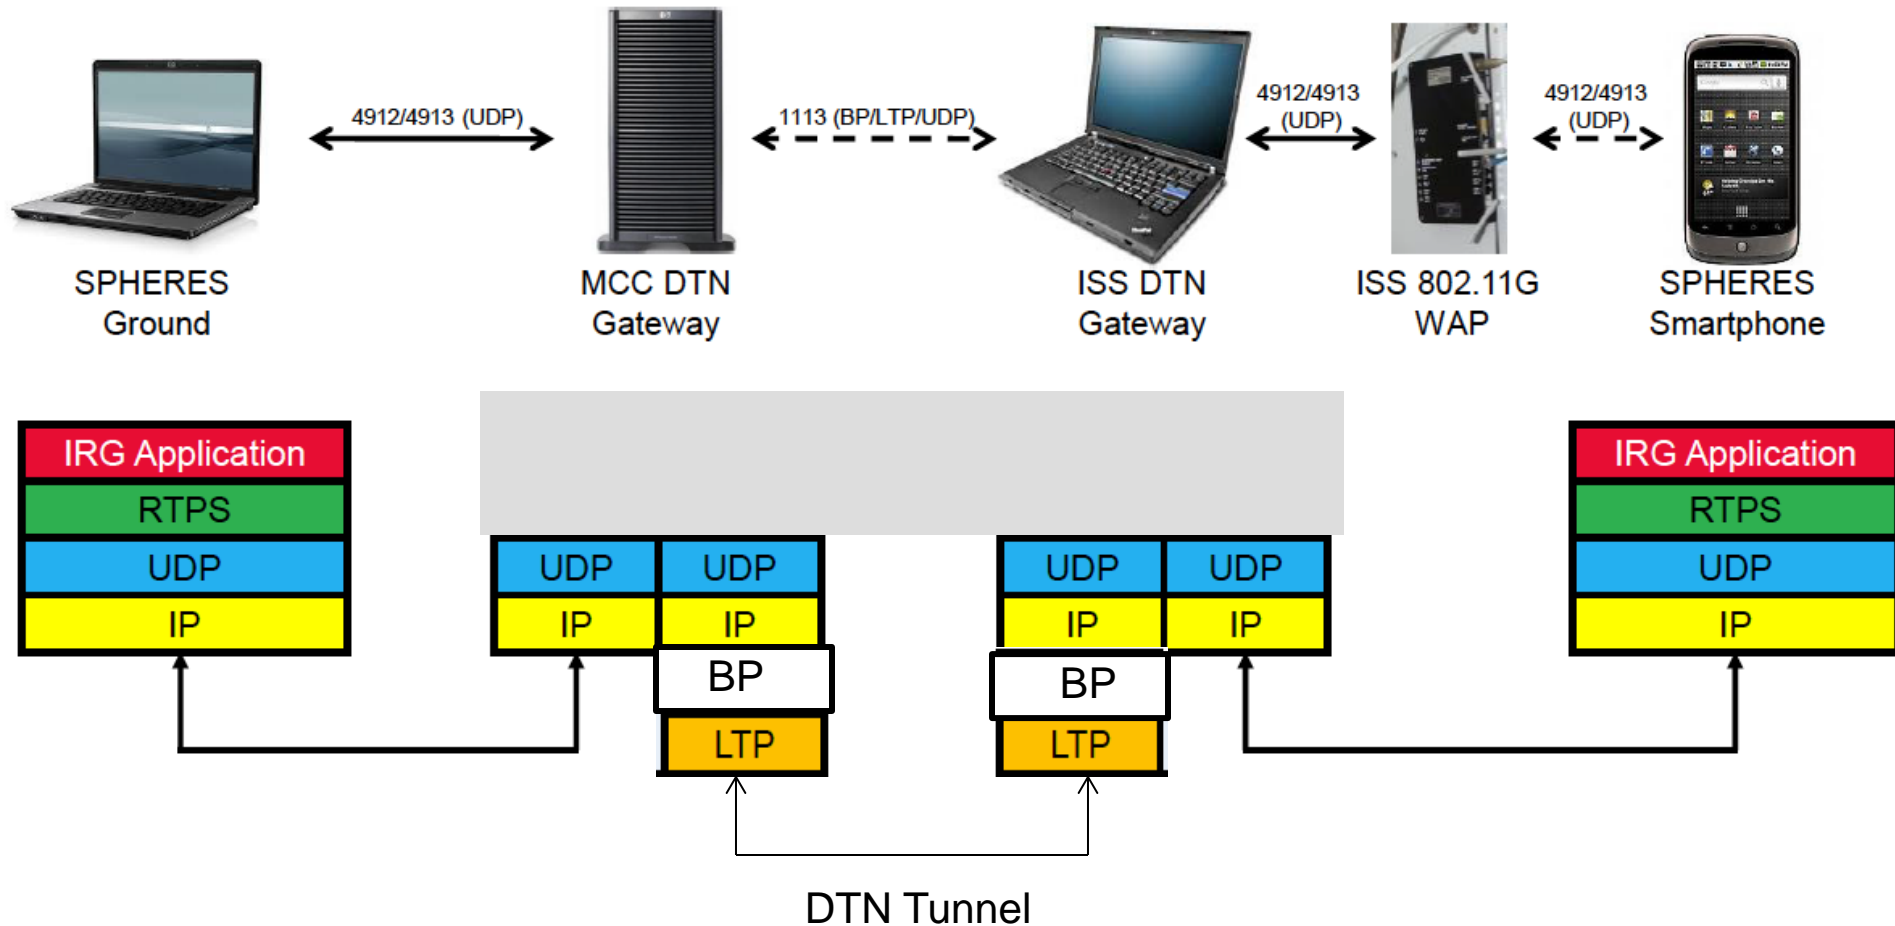 4912/4913 (UDP)
1113 (BP/LTP/UDP)
4912/4913
(UDP)
4912/4913
(UDP)
SPHERES
Ground
MCC DTN
Gateway
ISS DTN
Gateway
ISS 802.11G
WAP
SPHERES
Smartphone
IRG Application
RTPS
UDP
IP
UDP
UDP
IP
IP
BP
LTP
UDP
UDP
IP
IP
BP
LTP
IRG Application
RTPS
UDP
IP
DTN Tunnel